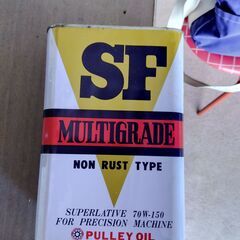 SF
MULTIGRADE
NON RUST TYPE
SUPERLATIVE 70W-150
FOR PRECISION MACHINE
PULLEY OIL